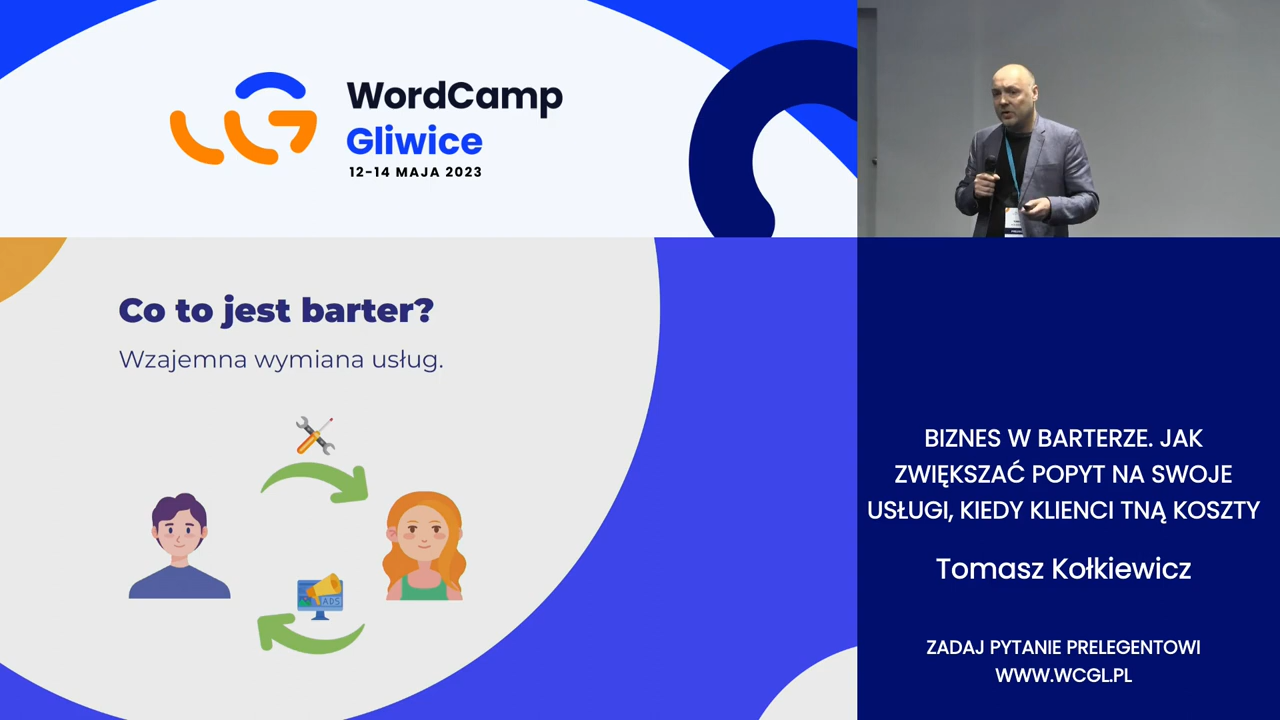 WordCamp
Gliwice
12-14 MAJA 2023
Co to jest barter?
Wzajemna wymiana usług.
ADS
BIZNES W BARTERZE. JAK
ZWIĘKSZAĆ POPYT NA SWOJE
USŁUGI, KIEDY KLIENCI TNĄ KOSZTY
Tomasz Kołkiewicz
ZADAJ PYTANIE PRELEGENTOWI
WWW.WCGL.PL